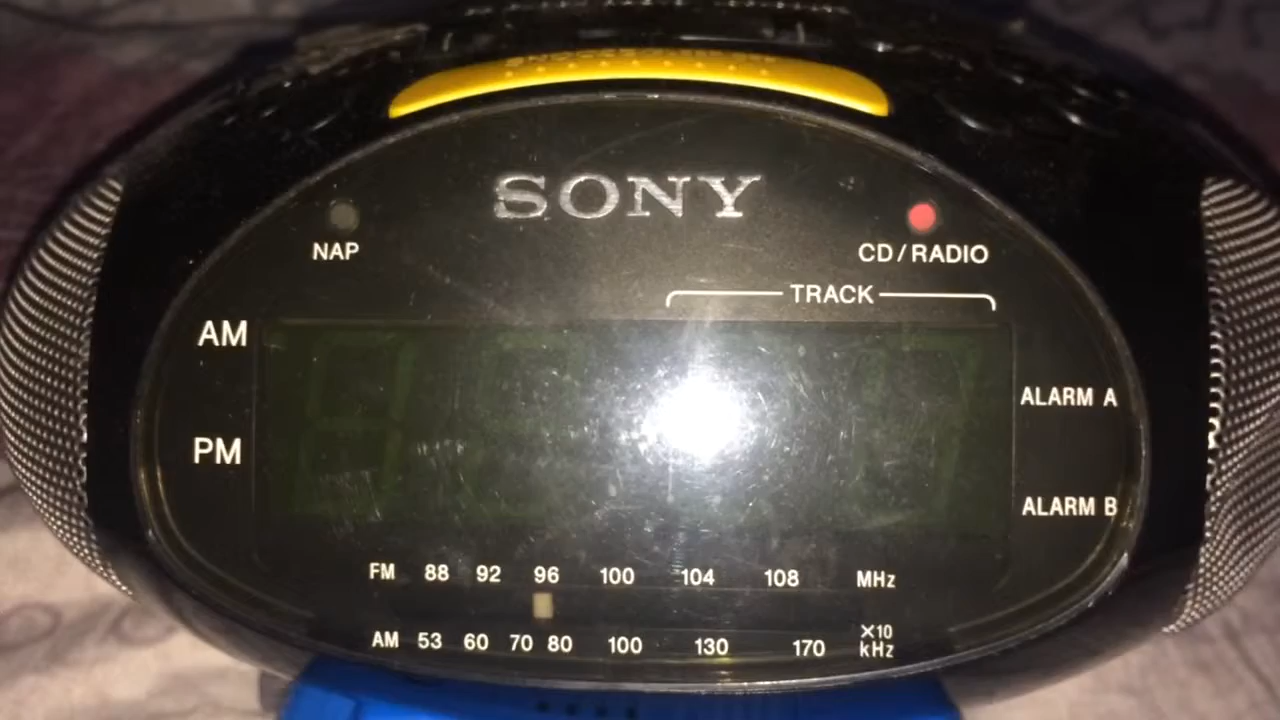 SONY
NAP
CD/RADIO
TRACK
AM
PM
ALARM A
ALARM B
FM 88 92 96 100 104 108 MHz
AM 53 60 70 80 100 130 170 X10 kHz